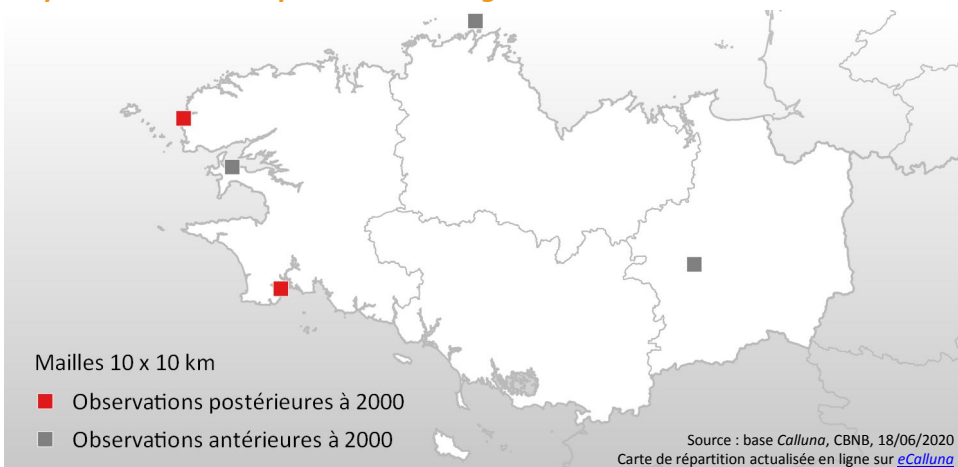 Mailles 10 x 10 km
Observations postérieures à 2000
Observations antérieures à 2000
Source : base Calluna, CBNB, 18/06/2020
Carte de répartition actualisée en ligne sur eCalluna